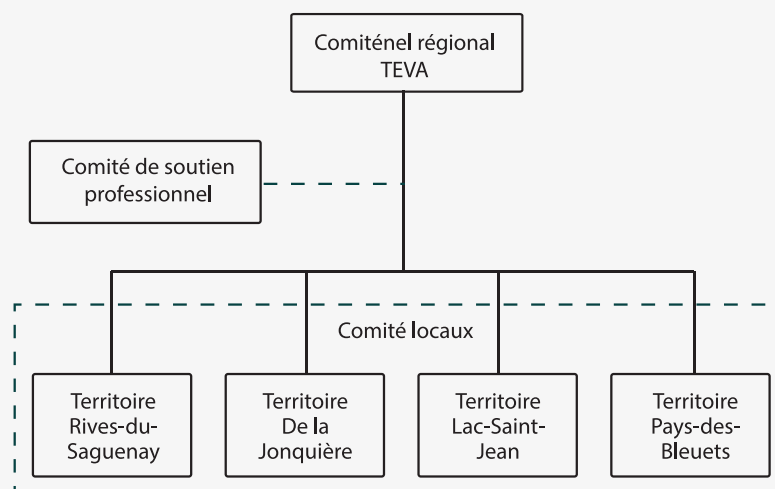 Comiténel régional
TEVA
Comité de soutien
professionnel
Comité locaux
Territoire
Rives-du-
Saguenay
Territoire
De la
Jonquière
Territoire
Lac-Saint-
Jean
Territoire
Pays-des-
Bleuets